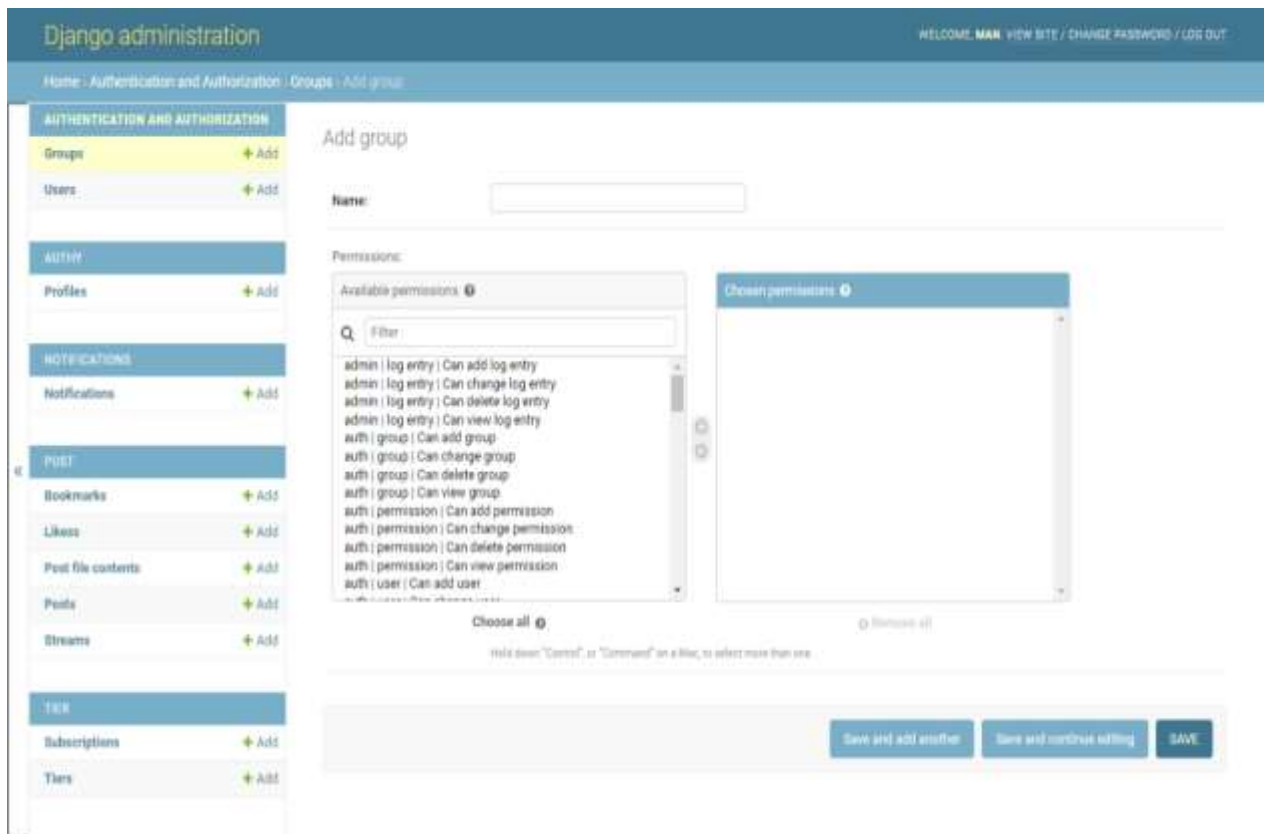 Django administration
WELCOME, MAN. VIEW SITE / CHANGE PASSWORD / LOG OUT
Home › Authentication and Authorization › Groups › Add group
AUTHENTICATION AND AUTHORIZATION
Groups + Add
Users + Add
AUTHY
Profiles + Add
NOTIFICATIONS
Notifications + Add
POST
Bookmarks + Add
Likess + Add
Post file contents + Add
Posts + Add
Streams + Add
TIER
Subscriptions + Add
Tiers + Add
«
Add group
Name:
Permissions:
Available permissions
Filter
admin | log entry | Can add log entry
admin | log entry | Can change log entry
admin | log entry | Can delete log entry
admin | log entry | Can view log entry
auth | group | Can add group
auth | group | Can change group
auth | group | Can delete group
auth | group | Can view group
auth | permission | Can add permission
auth | permission | Can change permission
auth | permission | Can delete permission
auth | permission | Can view permission
auth | user | Can add user
Choose all
Chosen permissions
Remove all
Hold down "Control", or "Command" on a Mac, to select more than one.
Save and add another
Save and continue editing
SAVE